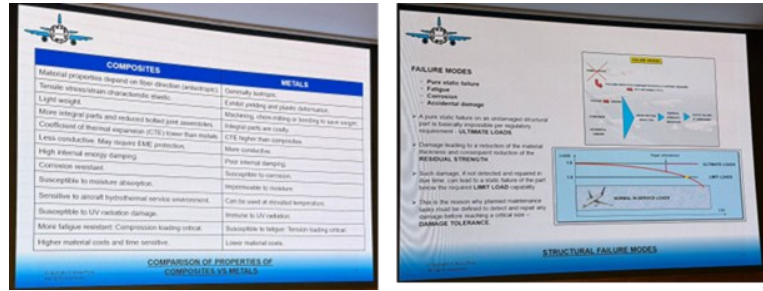 COMPOSITES
METALS
Material properties depend on fiber direction (anisotropic).
Generally isotropic.
Tensile stress/strain characteristic elastic.
Exhibit yielding and plastic deformation.
Light weight.
Machining, chem-milling or bonding to save weight.
More integral parts and reduced bolted joint assemblies.
Integral parts are costly.
Coefficient of thermal expansion (CTE) lower than metals.
CTE higher than composites.
Less conductive. May require EME protection.
More conductive.
High internal energy damping.
Poor internal damping.
Corrosion resistant.
Susceptible to corrosion.
Susceptible to moisture absorption.
Impermeable to moisture.
Sensitive to aircraft hydrothermal service environment.
Can be used at elevated temperature.
Susceptible to UV radiation damage.
Immune to UV radiation.
More fatigue resistant: Compression loading critical.
Susceptible to fatigue: Tension loading critical.
Higher material costs and time sensitive.
Lower material costs.
COMPARISON OF PROPERTIES OF
COMPOSITES VS METALS
FAILURE MODES
- Pure static failure
- Fatigue
- Corrosion
- Accidental damage
A pure static failure on an undamaged structural
part is basically impossible per regulatory
requirement - ULTIMATE LOADS.
Damage leading to a reduction of the material
thickness and consequent reduction of the
RESIDUAL STRENGTH
Such damage, if not detected and repaired in
due time, can lead to a static failure of the part
below the required LIMIT LOAD capability
This is the reason why planned maintenance
tasks must be defined to detect and repair any
damage before reaching a critical size –
DAMAGE TOLERANCE.
FAILURE MODES
ULTIMATE LOADS
LIMIT LOADS
NORMAL IN SERVICE LOADS
STRUCTURAL FAILURE MODES